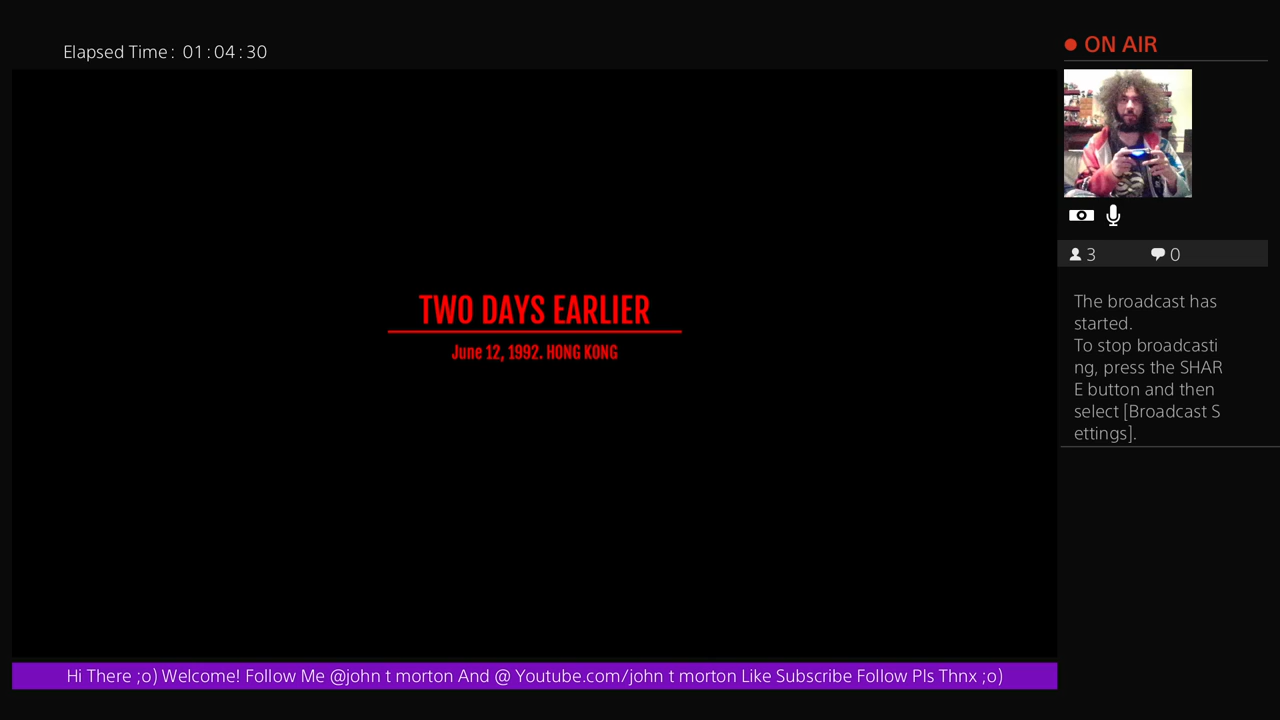 Elapsed Time: 01:04:30
ON AIR
3 0
TWO DAYS EARLIER
June 12, 1992. HONG KONG
The broadcast has
started.
To stop broadcasti
ng, press the SHAR
E button and then
select [Broadcast S
ettings].
Hi There ;o) Welcome! Follow Me @john t morton And @ Youtube.com/john t morton Like Subscribe Follow Pls Thnx ;o)